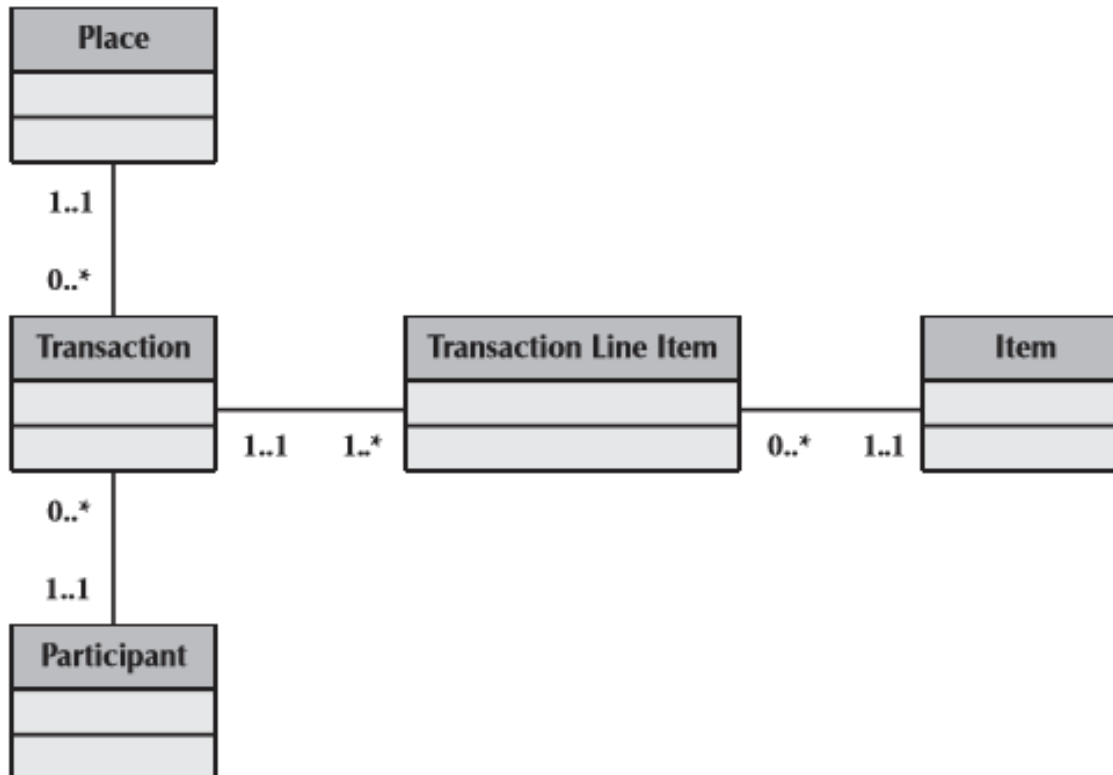 Place
1..1
0..*
Transaction
Transaction Line Item
Item
1..1
1..*
0..*
1..1
0..*
1..1
Participant